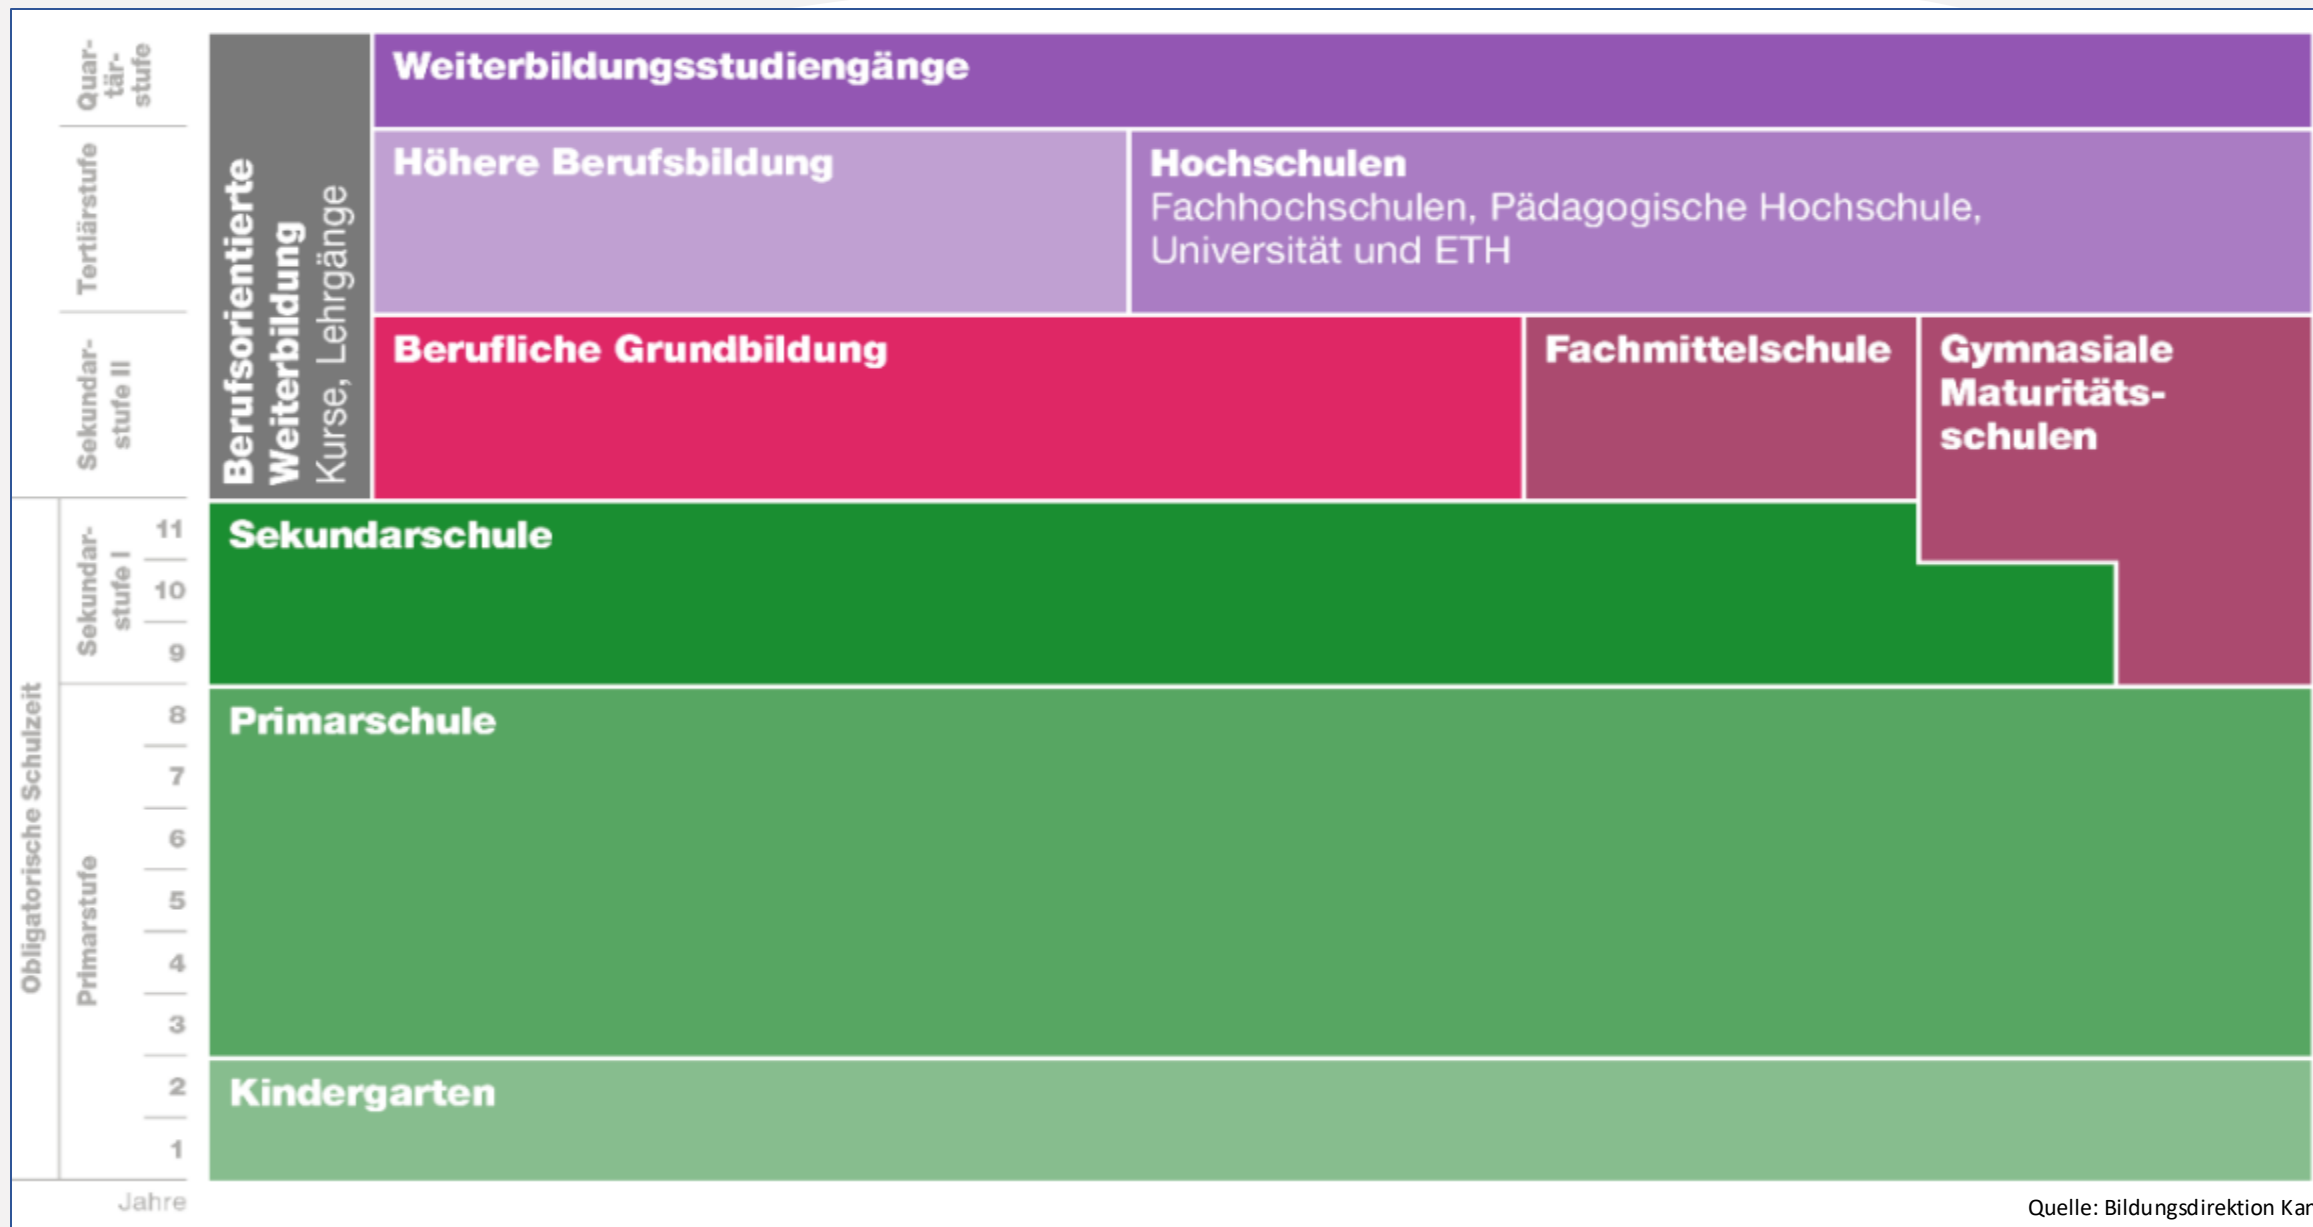 Quar-
tär-
stufe
Weiterbildungsstudiengänge
Tertiärstufe
Höhere Berufsbildung
Hochschulen
Fachhochschulen, Pädagogische Hochschule,
Universität und ETH
Berufsorientierte
Weiterbildung
Kurse, Lehrgänge
Sekundar-
stufe II
Berufliche Grundbildung
Fachmittelschule
Gymnasiale
Maturitäts-
schulen
Obligatorische Schulzeit
Sekundar-
stufe I
11
10
9
Sekundarschule
Primarstufe
8
7
6
5
4
3
Primarschule
2
1
Kindergarten
Jahre
Quelle: Bildungsdirektion